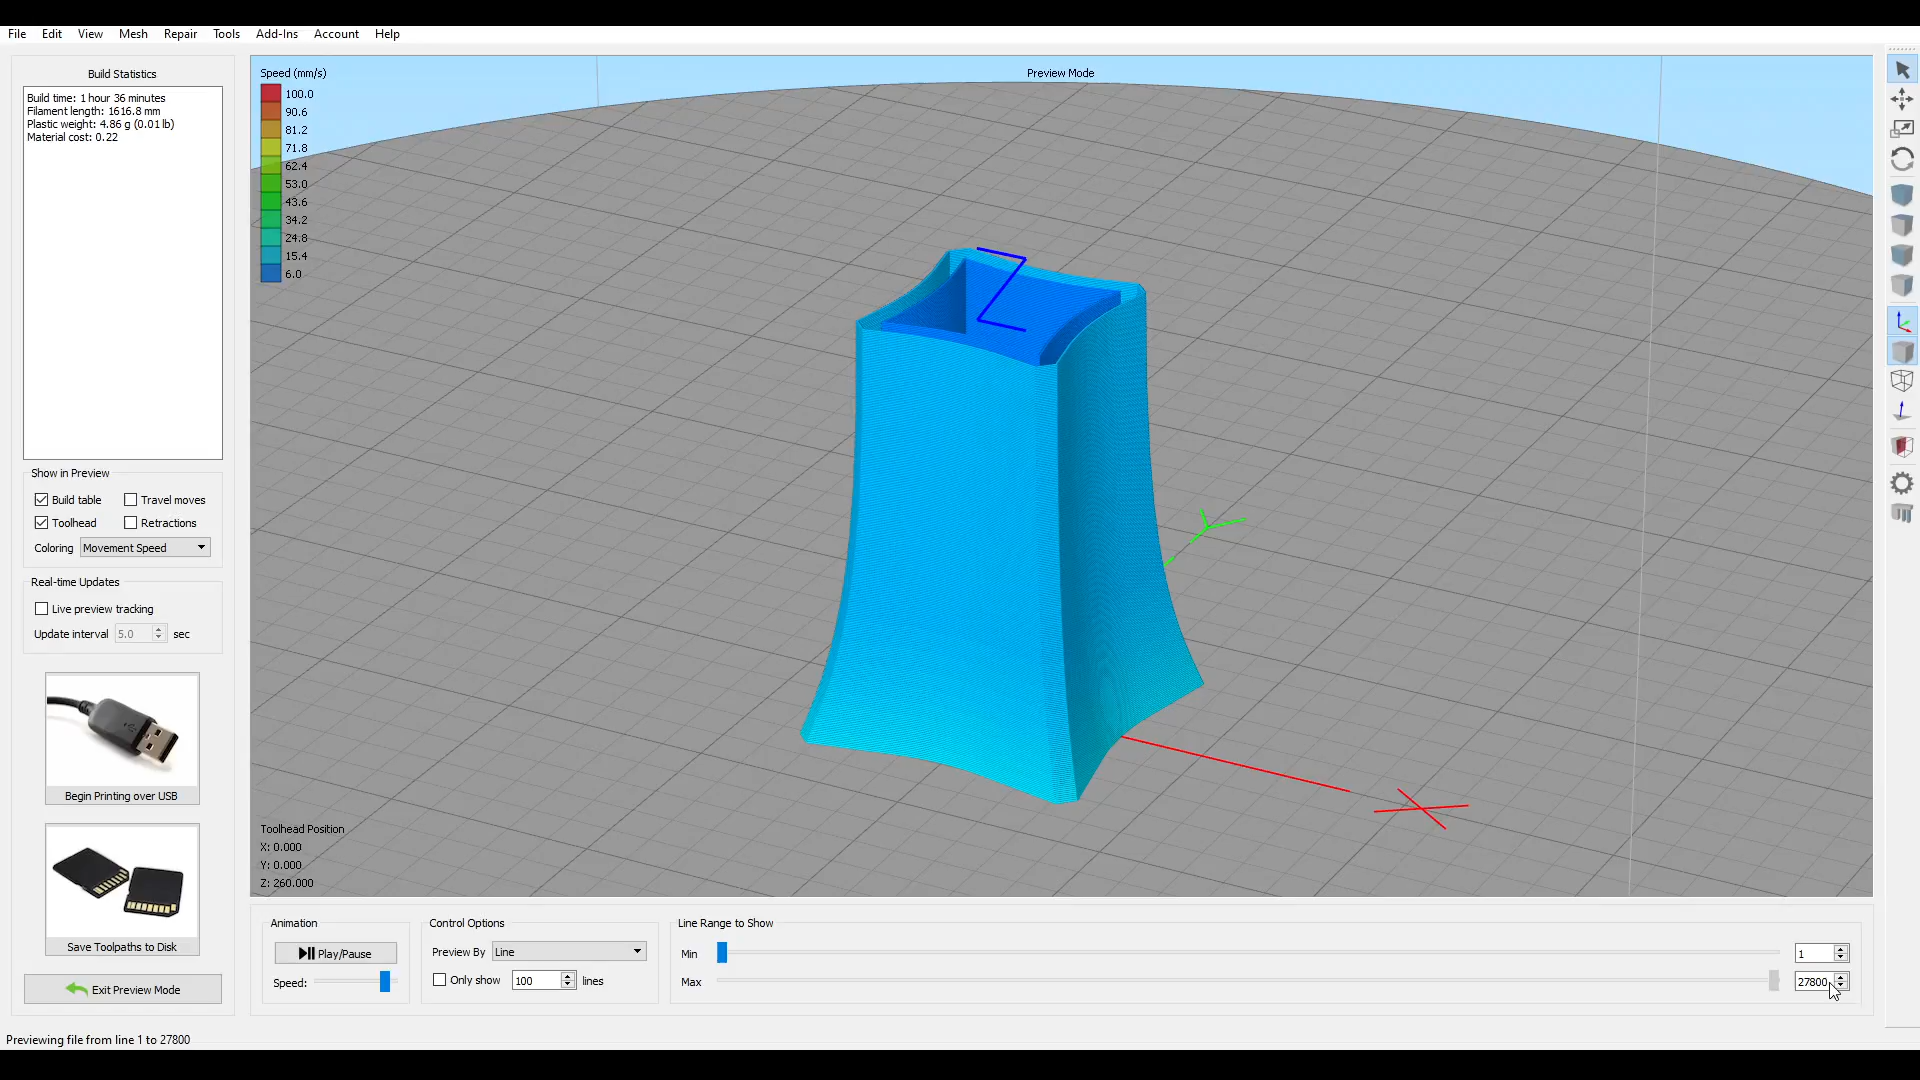 File Edit View Mesh Repair Tools Add-Ins Account Help
Build Statistics
Build time: 1 hour 36 minutes
Filament length: 1616.8 mm
Plastic weight: 4.86 g (0.01 lb)
Material cost: 0.22
Show in Preview
Build table
Travel moves
Toolhead
Retractions
Coloring
Movement Speed
Real-time Updates
Live preview tracking
Update interval 5.0 sec
Begin Printing over USB
Save Toolpaths to Disk
Exit Preview Mode
Speed (mm/s)
100.0
90.6
81.2
71.8
62.4
53.0
43.6
34.2
24.8
15.4
6.0
Preview Mode
Z
Y
X
Toolhead Position
X: 0.000
Y: 0.000
Z: 260.000
Animation
Play/Pause
Speed:
Control Options
Preview By Line
Only show 100 lines
Line Range to Show
Min 1
Max 27800
Previewing file from line 1 to 27800